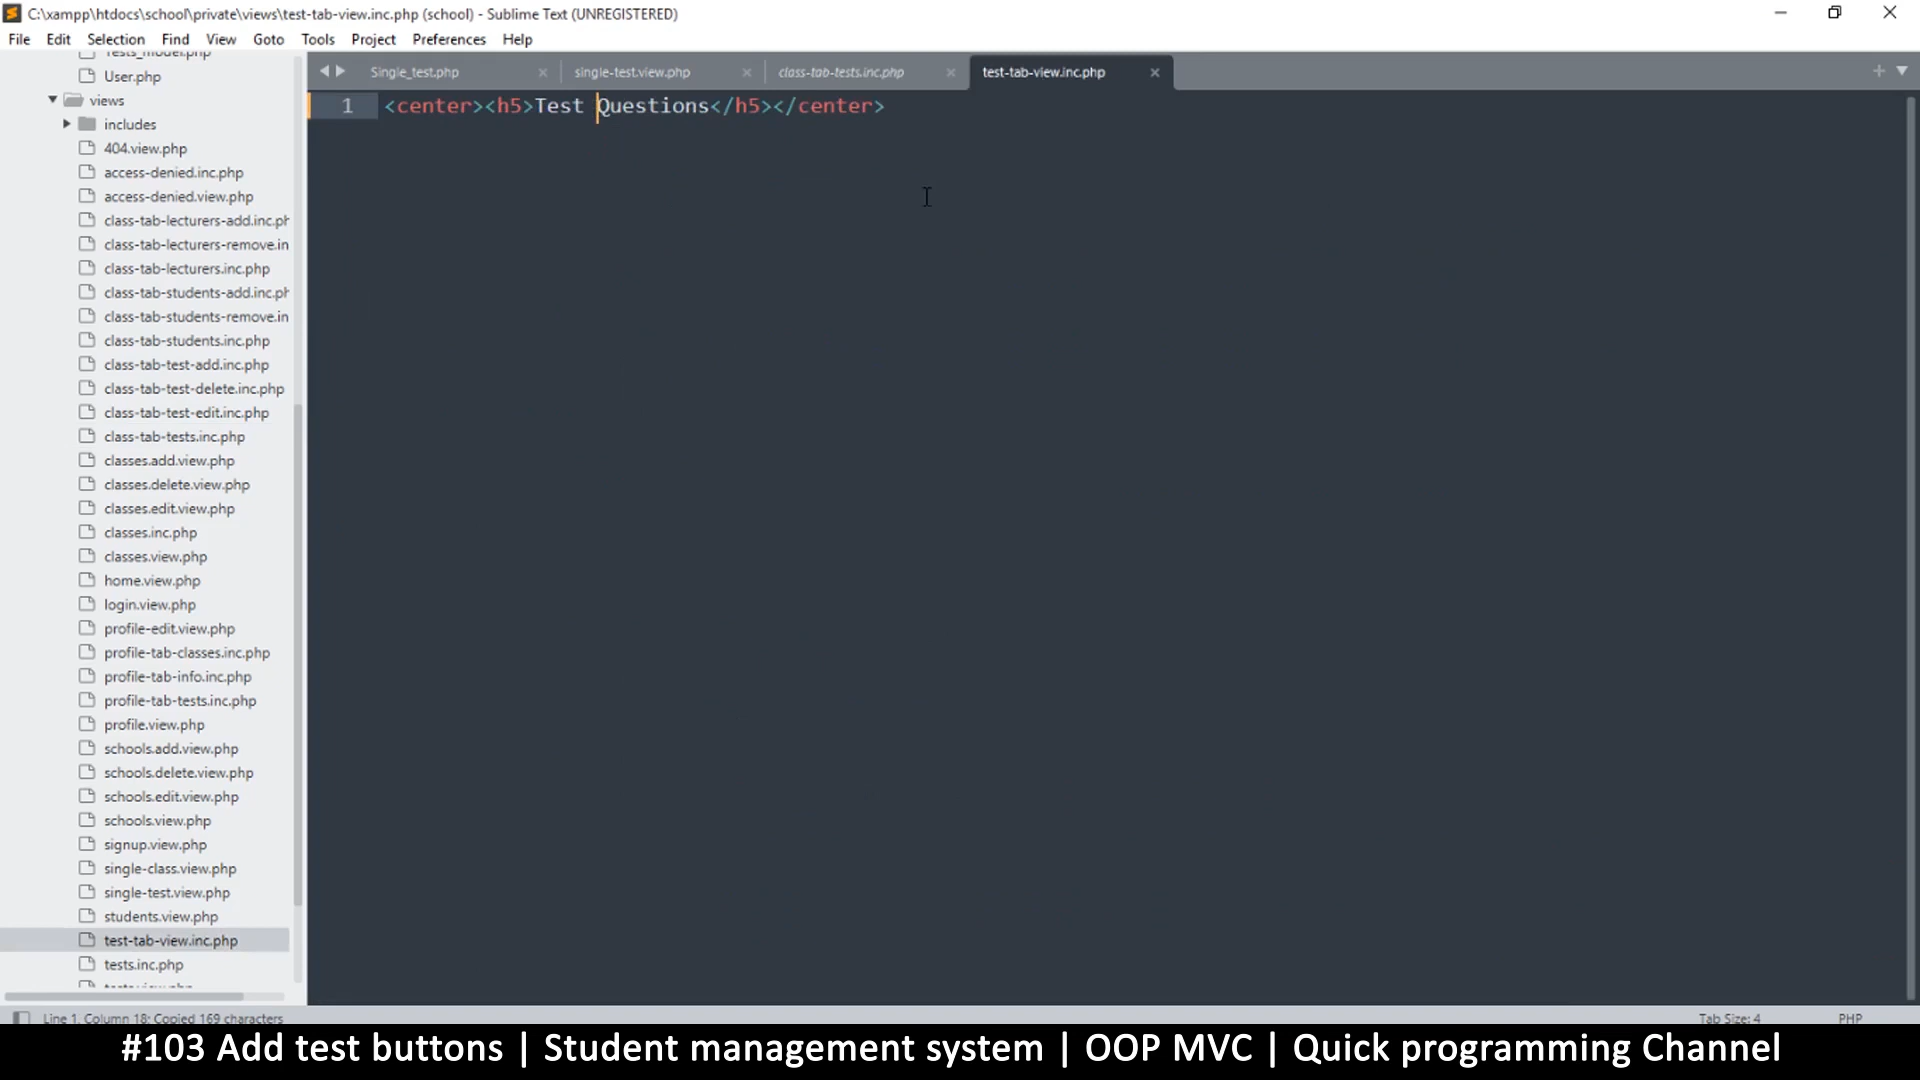 C:\xampp\htdocs\school\private\views\test-tab-view.inc.php (school) - Sublime Text (UNREGISTERED)
File Edit Selection Find View Goto Tools Project Preferences Help
Single_test.php × single-test.view.php × class-tab-tests.inc.php × test-tab-view.inc.php ×
1 <center><h5>Test Questions</h5></center>
Tests_model.php
User.php
views
includes
404.view.php
access-denied.inc.php
access-denied.view.php
class-tab-lecturers-add.inc.ph
class-tab-lecturers-remove.in
class-tab-lecturers.inc.php
class-tab-students-add.inc.ph
class-tab-students-remove.in
class-tab-students.inc.php
class-tab-test-add.inc.php
class-tab-test-delete.inc.php
class-tab-test-edit.inc.php
class-tab-tests.inc.php
classes.add.view.php
classes.delete.view.php
classes.edit.view.php
classes.inc.php
classes.view.php
home.view.php
login.view.php
profile-edit.view.php
profile-tab-classes.inc.php
profile-tab-info.inc.php
profile-tab-tests.inc.php
profile.view.php
schools.add.view.php
schools.delete.view.php
schools.edit.view.php
schools.view.php
signup.view.php
single-class.view.php
single-test.view.php
students.view.php
test-tab-view.inc.php
tests.inc.php
Line 1, Column 18; Copied 169 characters Tab Size: 4 PHP
#103 Add test buttons | Student management system | OOP MVC | Quick programming Channel